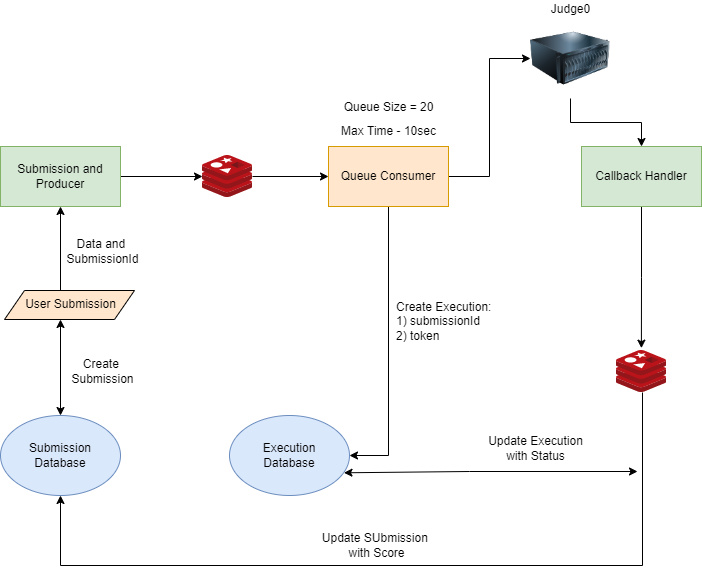 Judge0
Queue Size = 20
Max Time - 10sec
Submission and
Producer
Queue Consumer
Callback Handler
Data and
SubmissionId
User Submission
Create Execution:
1) submissionId
2) token
Create
Submission
Submission
Database
Execution
Database
Update Execution
with Status
Update SUbmission
with Score